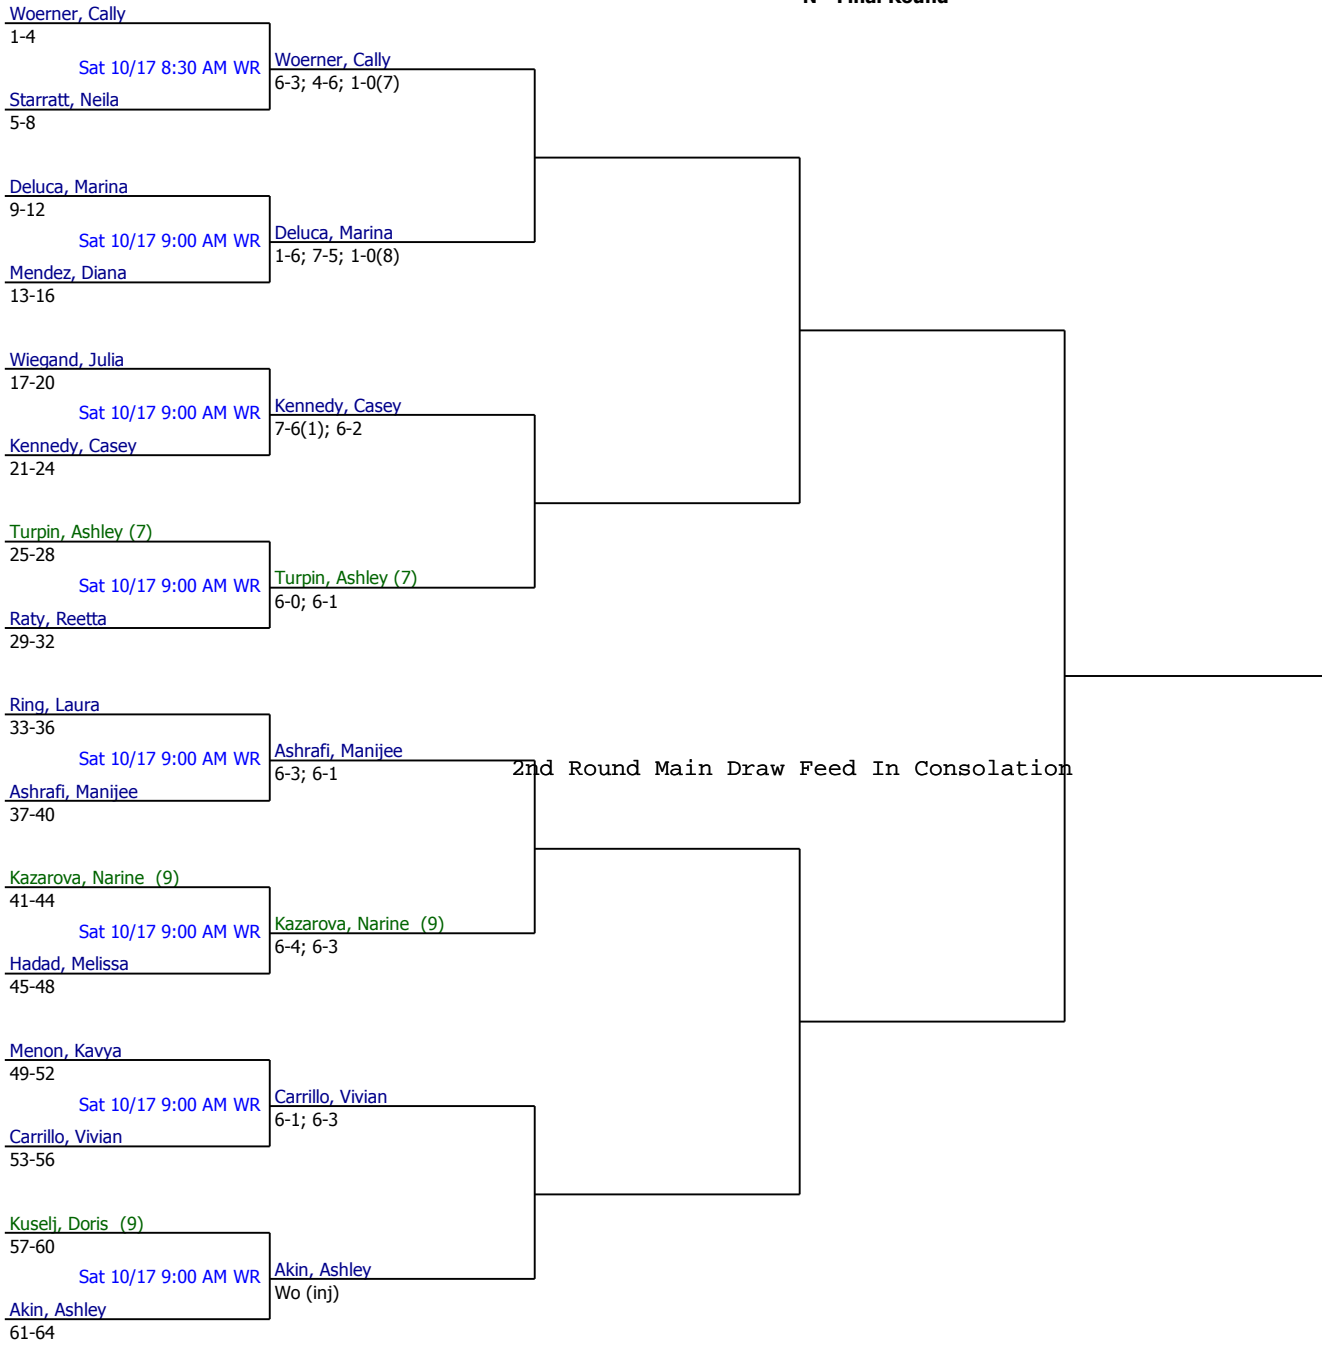 Woerner, Cally
1-4
Sat 10/17 8:30 AM WR
Woerner, Cally
6-3; 4-6; 1-0(7)
Starratt, Neila
5-8
Deluca, Marina
9-12
Sat 10/17 9:00 AM WR
Deluca, Marina
1-6; 7-5; 1-0(8)
Mendez, Diana
13-16
Wiegand, Julia
17-20
Sat 10/17 9:00 AM WR
Kennedy, Casey
7-6(1); 6-2
Kennedy, Casey
21-24
Turpin, Ashley (7)
25-28
Sat 10/17 9:00 AM WR
Turpin, Ashley (7)
6-0; 6-1
Raty, Reetta
29-32
Ring, Laura
33-36
Sat 10/17 9:00 AM WR
Ashrafi, Manijee
6-3; 6-1
2nd Round Main Draw Feed In Consolation
Ashrafi, Manijee
37-40
Kazarova, Narine (9)
41-44
Sat 10/17 9:00 AM WR
Kazarova, Narine (9)
6-4; 6-3
Hadad, Melissa
45-48
Menon, Kavya
49-52
Sat 10/17 9:00 AM WR
Carrillo, Vivian
6-1; 6-3
Carrillo, Vivian
53-56
Kuselj, Doris (9)
57-60
Sat 10/17 9:00 AM WR
Akin, Ashley
Wo (inj)
Akin, Ashley
61-64